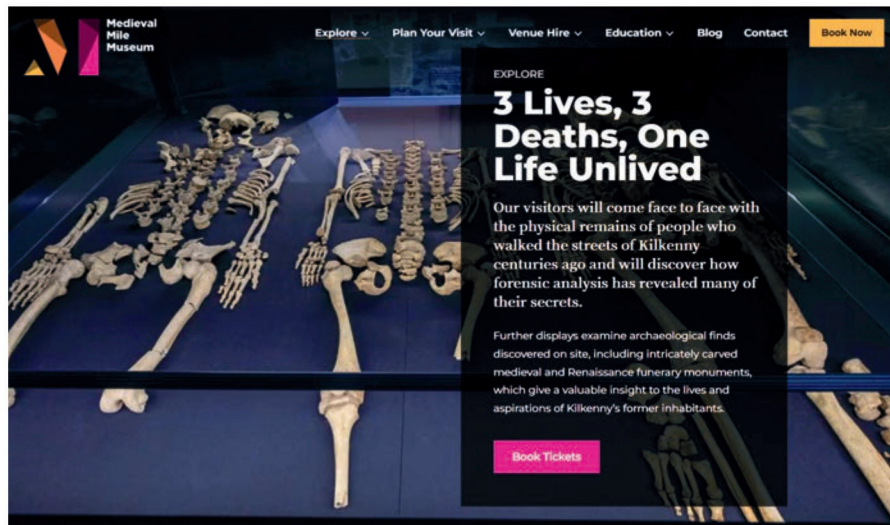 Medieval
Mile
Museum
Explore
Plan Your Visit
Venue Hire
Education
Blog
Contact
Book Now
EXPLORE
3 Lives, 3
Deaths, One
Life Unlived
Our visitors will come face to face with
the physical remains of people who
walked the streets of Kilkenny
centuries ago and will discover how
forensic analysis has revealed many of
their secrets.
Further displays examine archaeological finds
discovered on site, including intricately carved
medieval and Renaissance funerary monuments,
which give a valuable insight to the lives and
aspirations of Kilkenny's former inhabitants.
Book Tickets